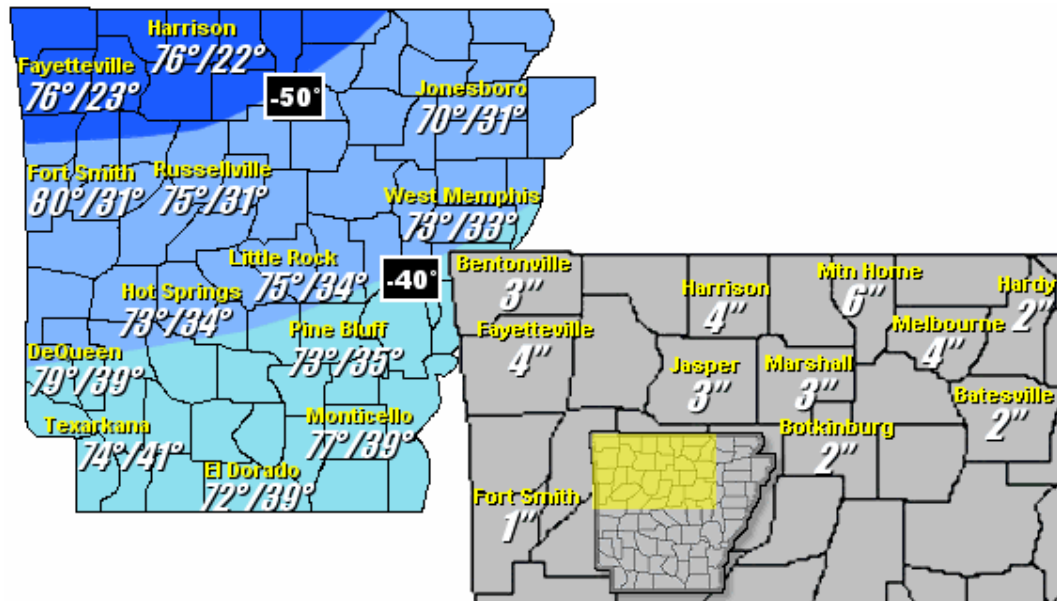 Harrison
76°/22°
Fayetteville
76°/23°
-50°
Jonesboro
70°/31°
Fort Smith
80°/31°
Russellville
75°/31°
West Memphis
73°/33°
Little Rock
75°/34°
-40°
Hot Springs
73°/34°
Pine Bluff
73°/35°
DeQueen
79°/39°
Texarkana
74°/41°
Monticello
77°/39°
El Dorado
72°/39°
Bentonville
3"
Harrison
4"
Mtn Home
6"
Hardy
2"
Fayetteville
4"
Melbourne
4"
Jasper
3"
Marshall
3"
Batesville
2"
Botkinburg
2"
Fort Smith
1"